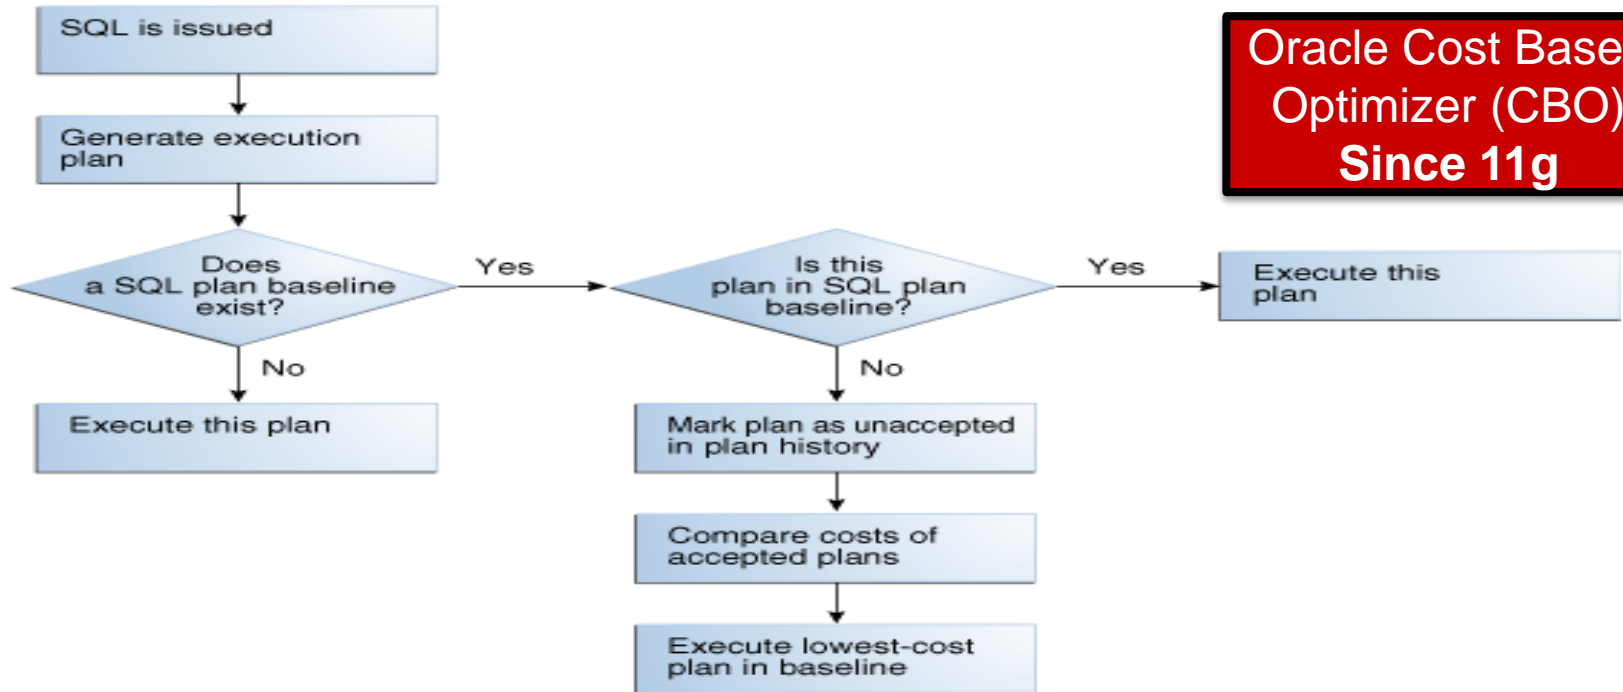 SQL is issued
Oracle Cost Base
Optimizer (CBO)
Since 11g
Generate execution
plan
Does
a SQL plan baseline
exist?
Yes
Is this
plan in SQL plan
baseline?
Yes
Execute this
plan
No
Execute this plan
No
Mark plan as unaccepted
in plan history
Compare costs of
accepted plans
Execute lowest-cost
plan in baseline